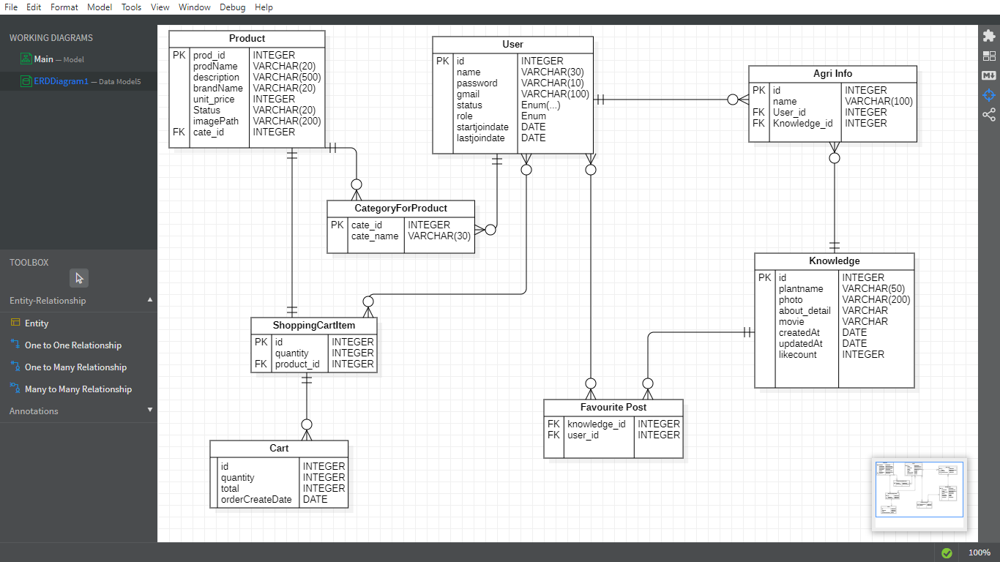 File Edit Format Model Tools View Window Debug Help
WORKING DIAGRAMS
Main — Model
ERDDiagram1 — Data Model5
TOOLBOX
Entity-Relationship
Entity
One to One Relationship
One to Many Relationship
Many to Many Relationship
Annotations
Product
PK prod_id INTEGER
prodName VARCHAR(20)
description VARCHAR(500)
brandName VARCHAR(20)
unit_price INTEGER
Status VARCHAR(20)
imagePath VARCHAR(200)
FK cate_id INTEGER
User
PK id INTEGER
name VARCHAR(30)
password VARCHAR(10)
gmail VARCHAR(100)
status Enum(...)
role Enum
startjoindate DATE
lastjoindate DATE
Agri Info
PK id INTEGER
name VARCHAR(100)
FK User_id INTEGER
FK Knowledge_id INTEGER
CategoryForProduct
PK cate_id INTEGER
cate_name VARCHAR(30)
Knowledge
PK id INTEGER
plantname VARCHAR(50)
photo VARCHAR(200)
about_detail VARCHAR
movie VARCHAR
createdAt DATE
updatedAt DATE
likecount INTEGER
ShoppingCartItem
PK id INTEGER
quantity INTEGER
FK product_id INTEGER
Favourite Post
FK knowledge_id INTEGER
FK user_id INTEGER
Cart
id INTEGER
quantity INTEGER
total INTEGER
orderCreateDate DATE
M
100%